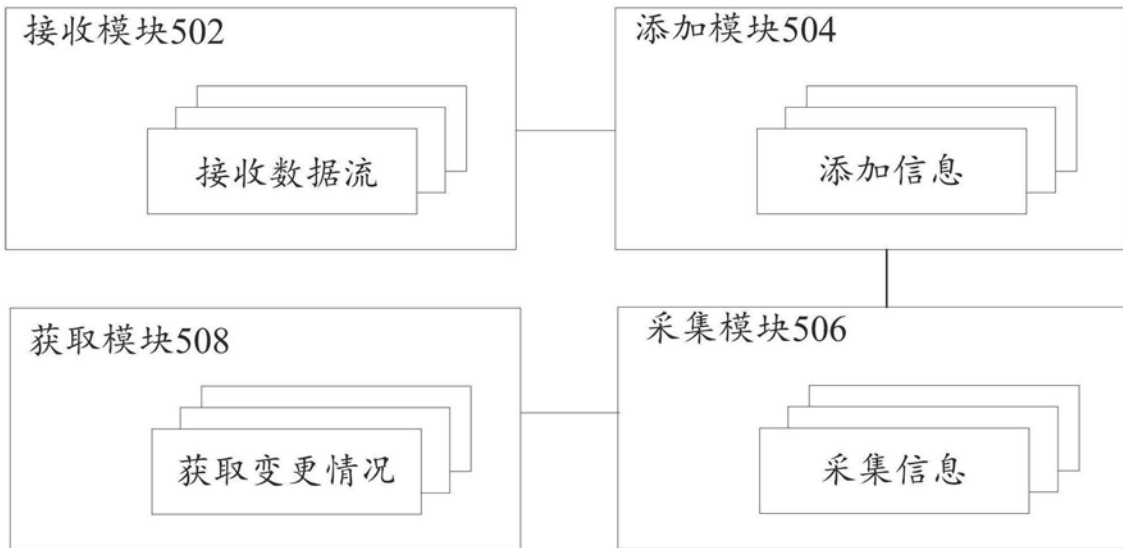 接收模块502
接收数据流
添加模块504
添加信息
获取模块508
获取变更情况
采集模块506
采集信息